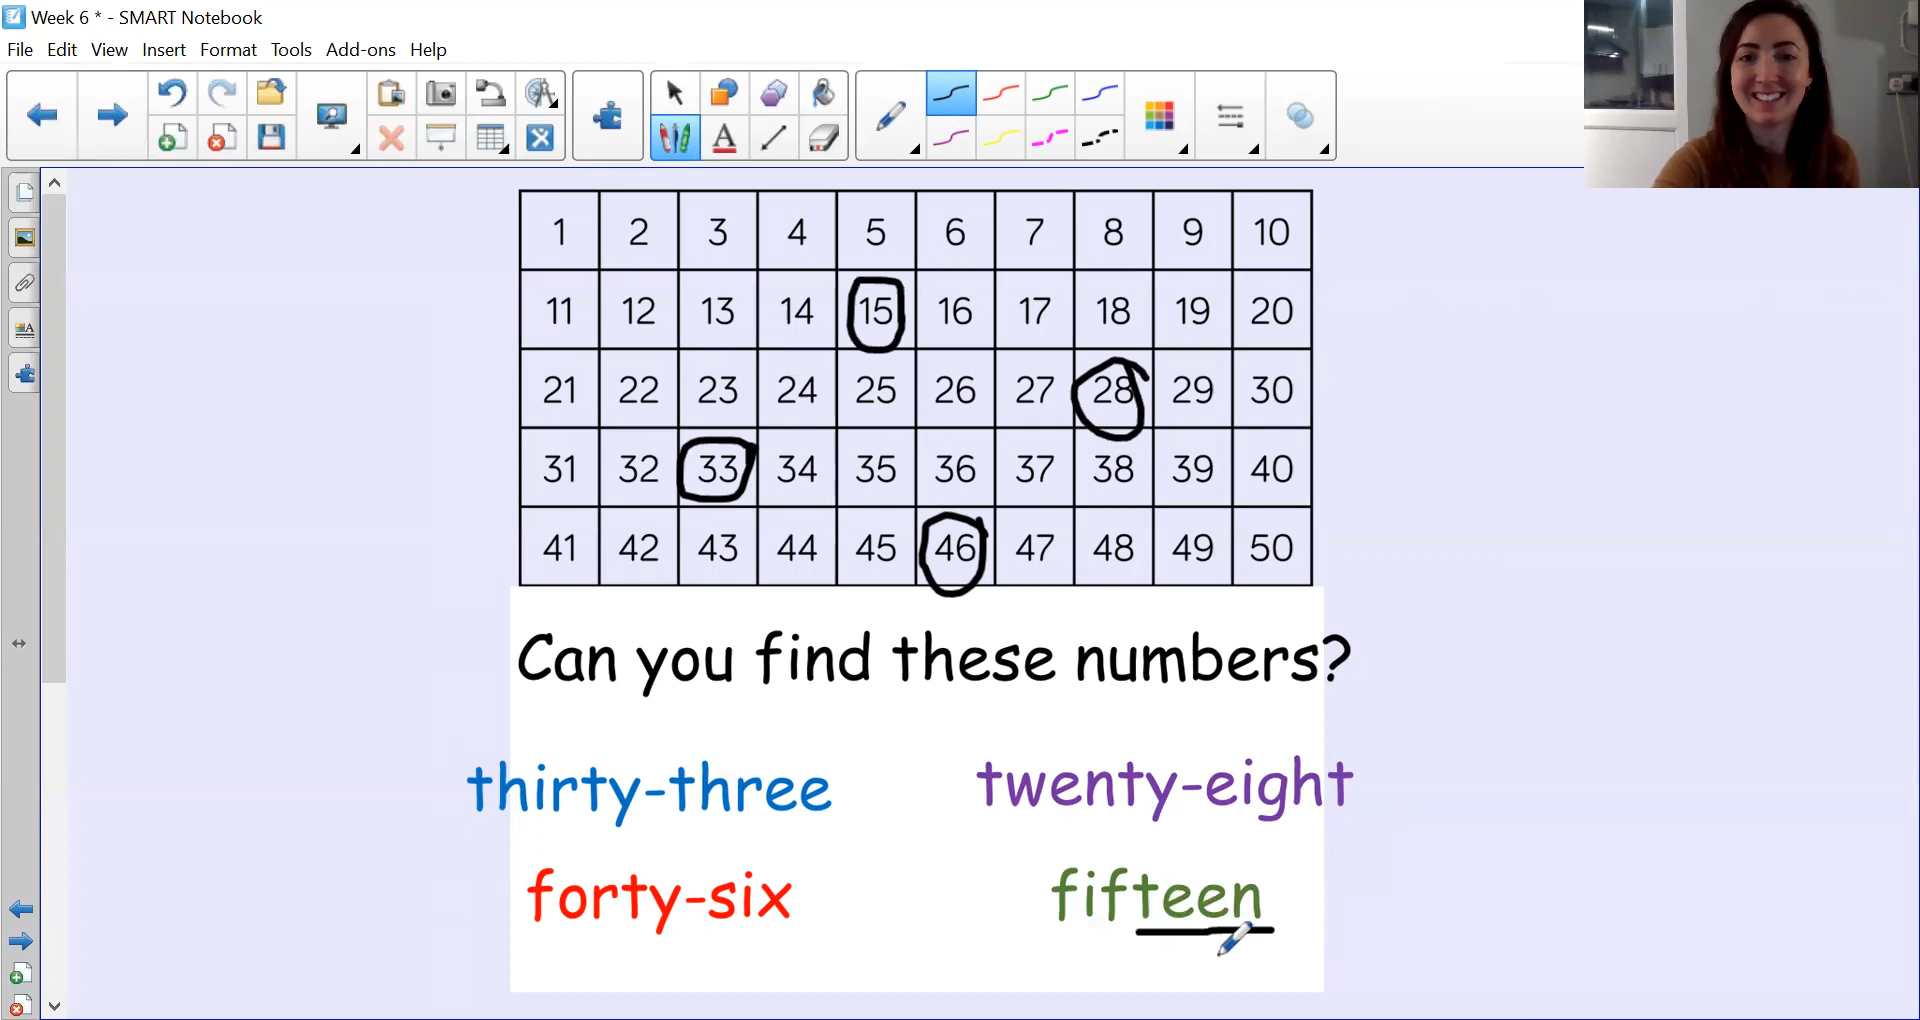 Week 6 * - SMART Notebook
File Edit View Insert Format Tools Add-ons Help
1 2 3 4 5 6 7 8 9 10
11 12 13 14 15 16 17 18 19 20
21 22 23 24 25 26 27 28 29 30
31 32 33 34 35 36 37 38 39 40
41 42 43 44 45 46 47 48 49 50
Can you find these numbers?
thirty-three twenty-eight
forty-six fifteen